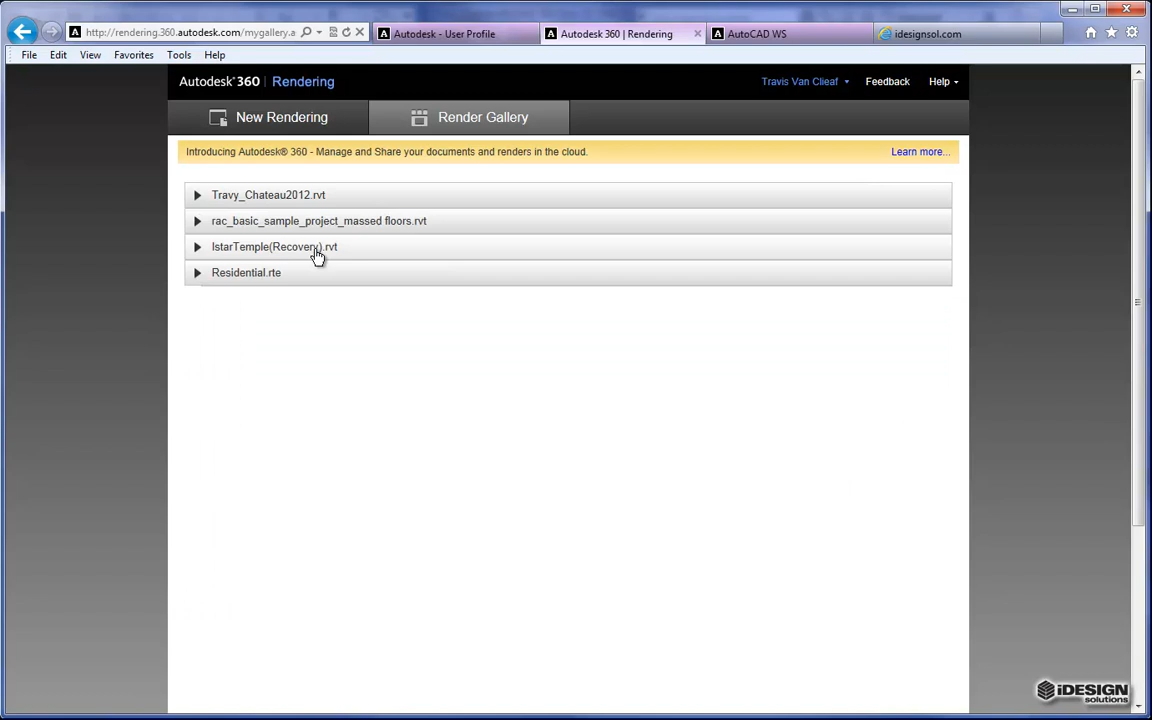 http://rendering.360.autodesk.com/mygallery.a
Autodesk - User Profile
Autodesk 360 | Rendering
AutoCAD WS
idesignsol.com
File Edit View Favorites Tools Help
Autodesk® 360 | Rendering
Travis Van Clieaf Feedback Help
New Rendering
Render Gallery
Introducing Autodesk® 360 - Manage and Share your documents and renders in the cloud.
Learn more...
Travy_Chateau2012.rvt
rac_basic_sample_project_massed floors.rvt
IstarTemple(Recovery).rvt
Residential.rte
iDESIGN
solutions